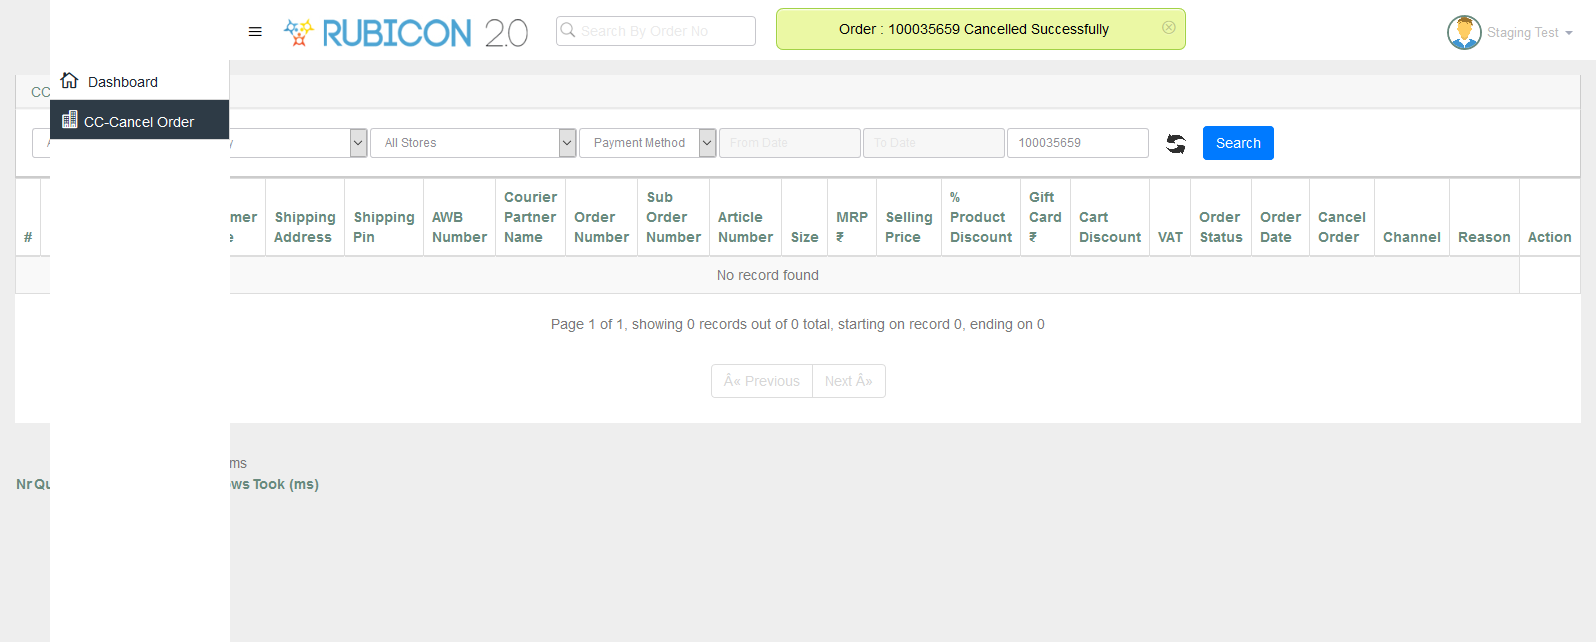 RUBICON 2.0
Search By Order No
Order : 100035659 Cancelled Successfully
Staging Test
Dashboard
CC
CC-Cancel Order
All Stores
Payment Method
From Date
To Date
100035659
Search
#
mer
Shipping Address
Shipping Pin
AWB Number
Courier Partner Name
Order Number
Sub Order Number
Article Number
Size
MRP ₹
Selling Price
% Product Discount
Gift Card ₹
Cart Discount
VAT
Order Status
Order Date
Cancel Order
Channel
Reason
Action
No record found
Page 1 of 1, showing 0 records out of 0 total, starting on record 0, ending on 0
Â« Previous
Next Â»
ms
Nr Qu
ws Took (ms)